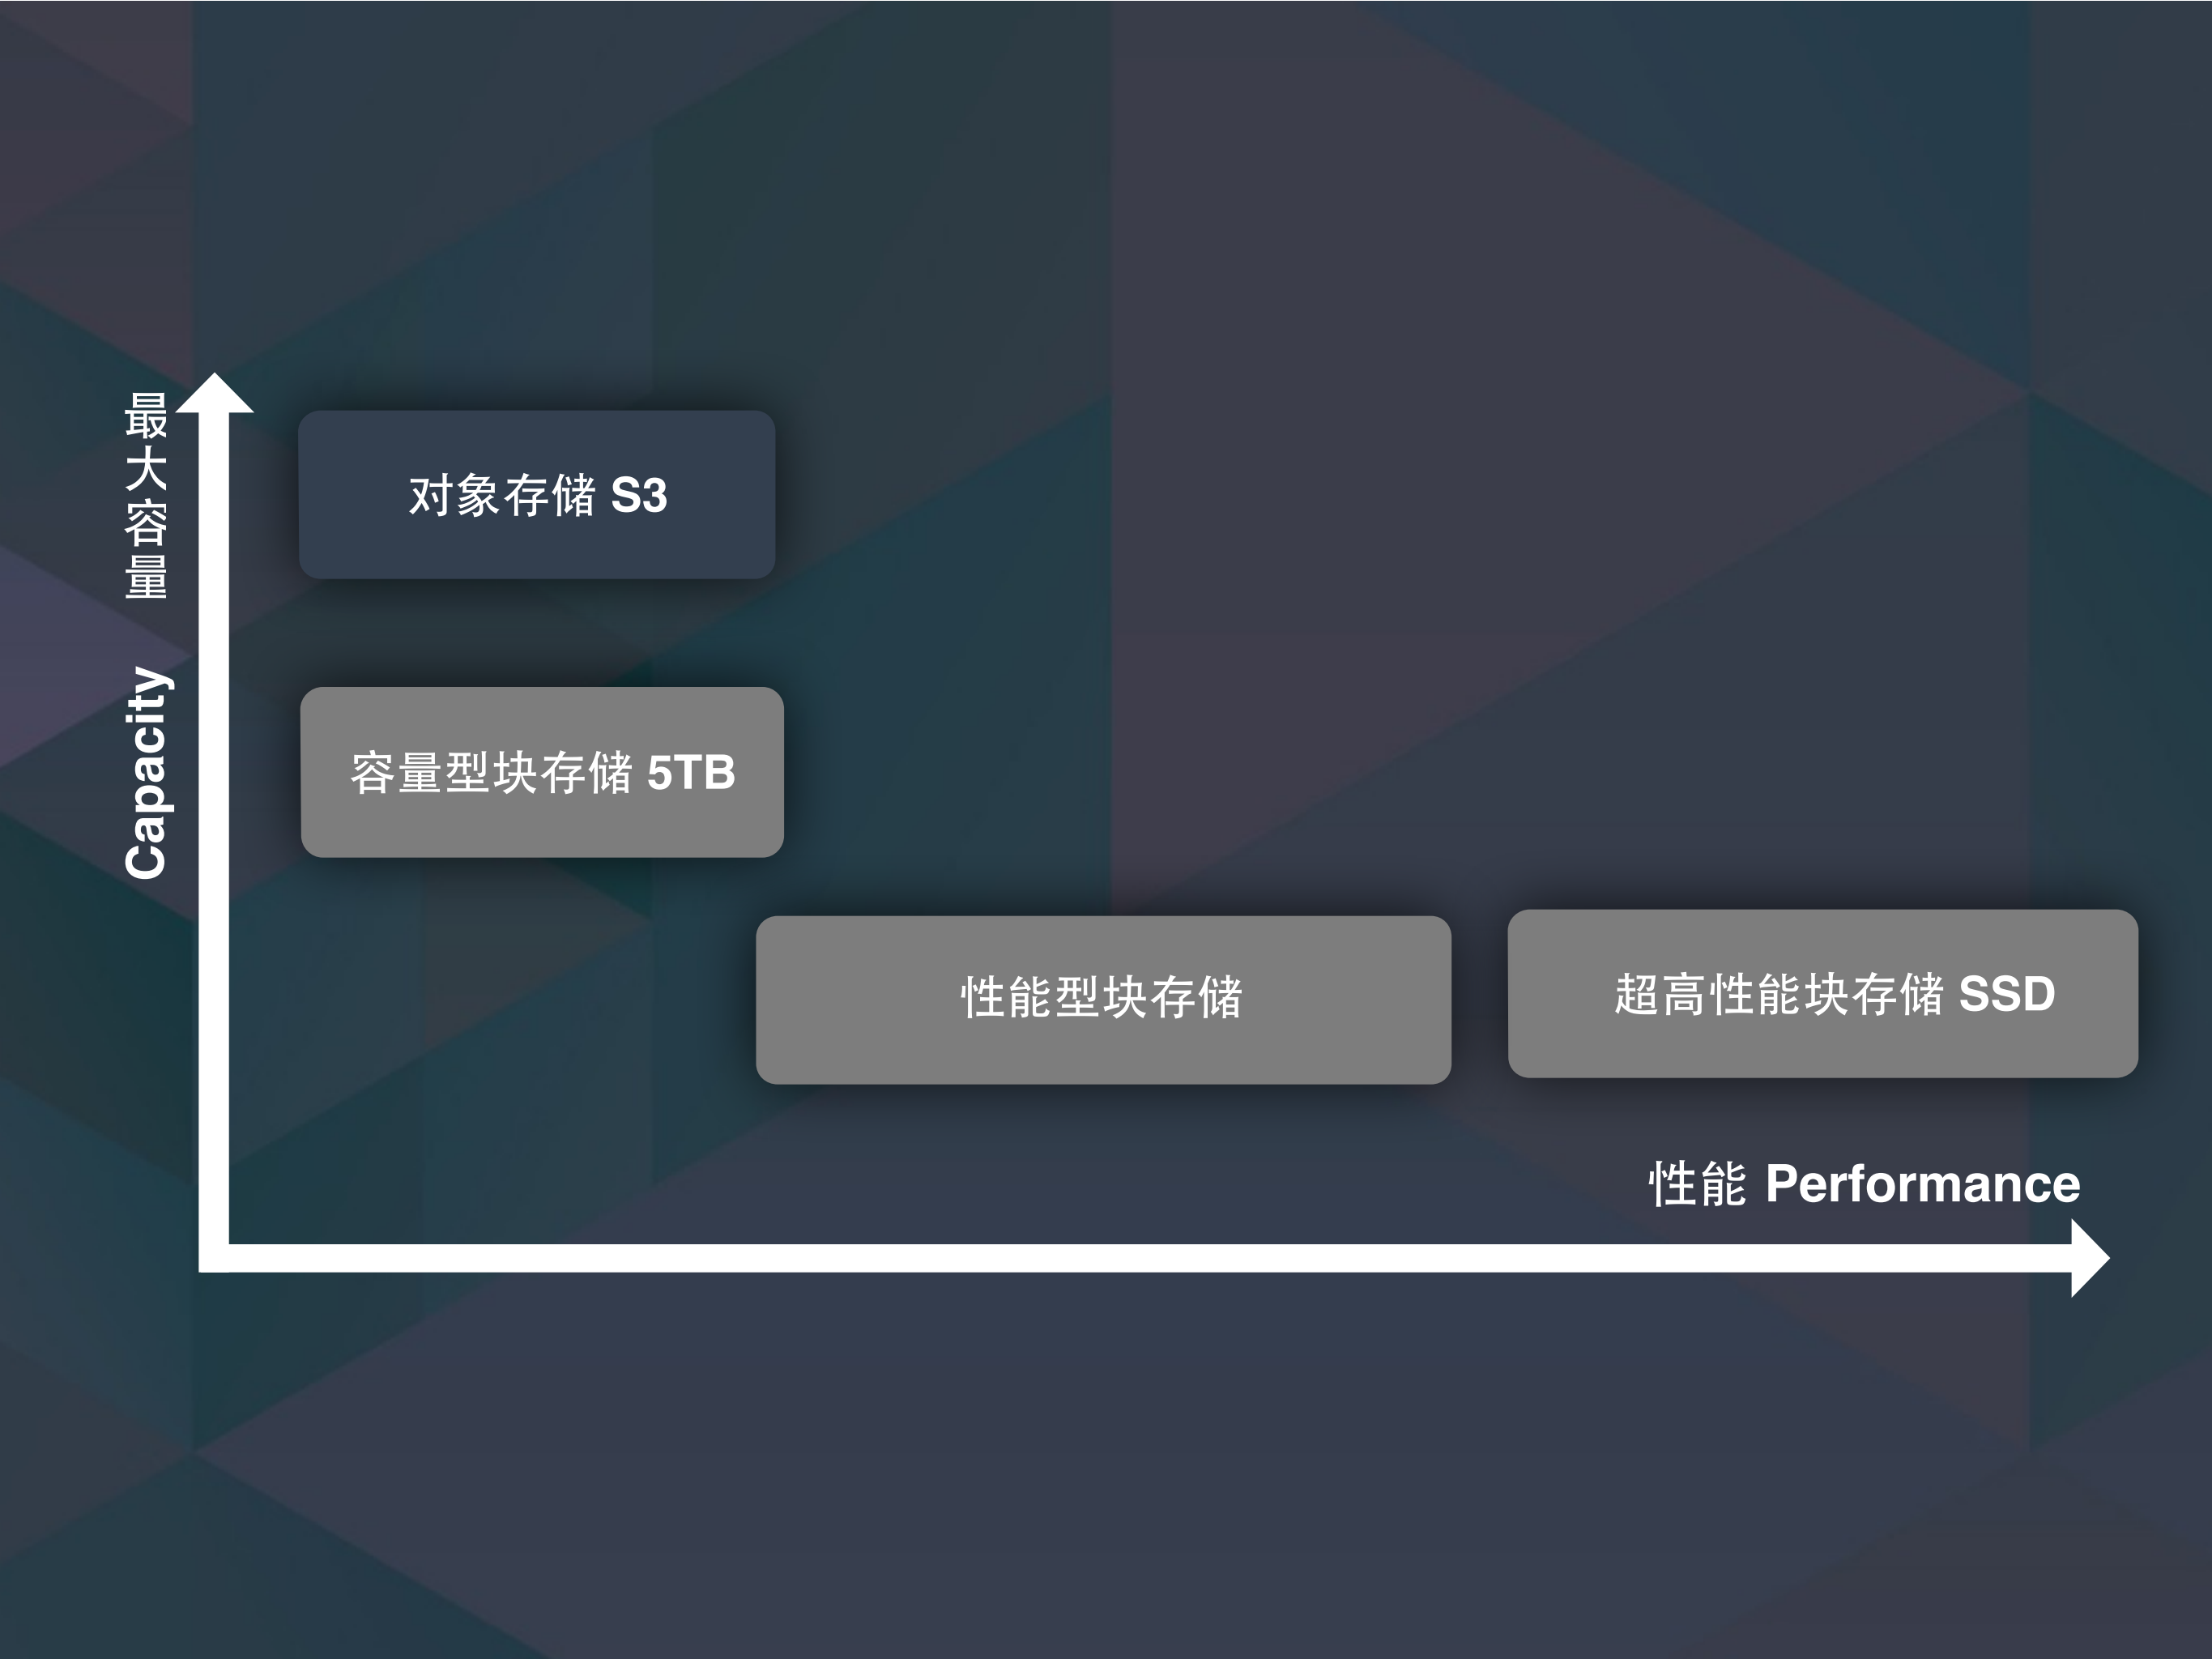 最大容量 Capacity
对象存储 S3
容量型块存储 5TB
性能型块存储
超高性能块存储 SSD
性能 Performance